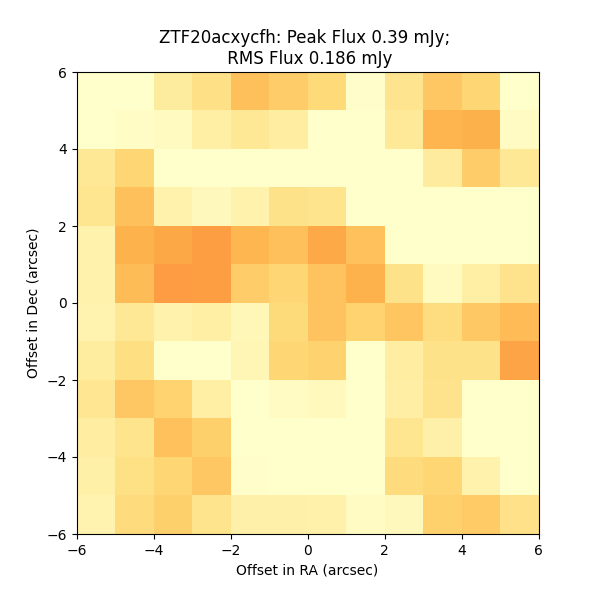 ZTF20acxycfh: Peak Flux 0.39 mJy;
RMS Flux 0.186 mJy
6
4
2
0
−2
−4
−6
Offset in Dec (arcsec)
−6 −4 −2 0 2 4 6
Offset in RA (arcsec)